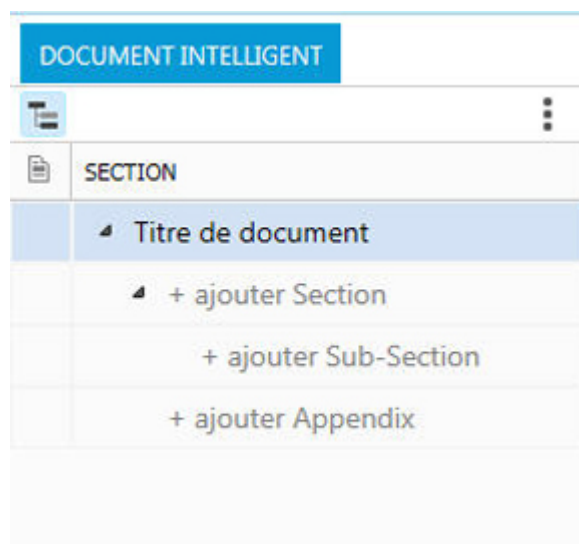 DOCUMENT INTELLIGENT
SECTION
Titre de document
+ ajouter Section
+ ajouter Sub-Section
+ ajouter Appendix